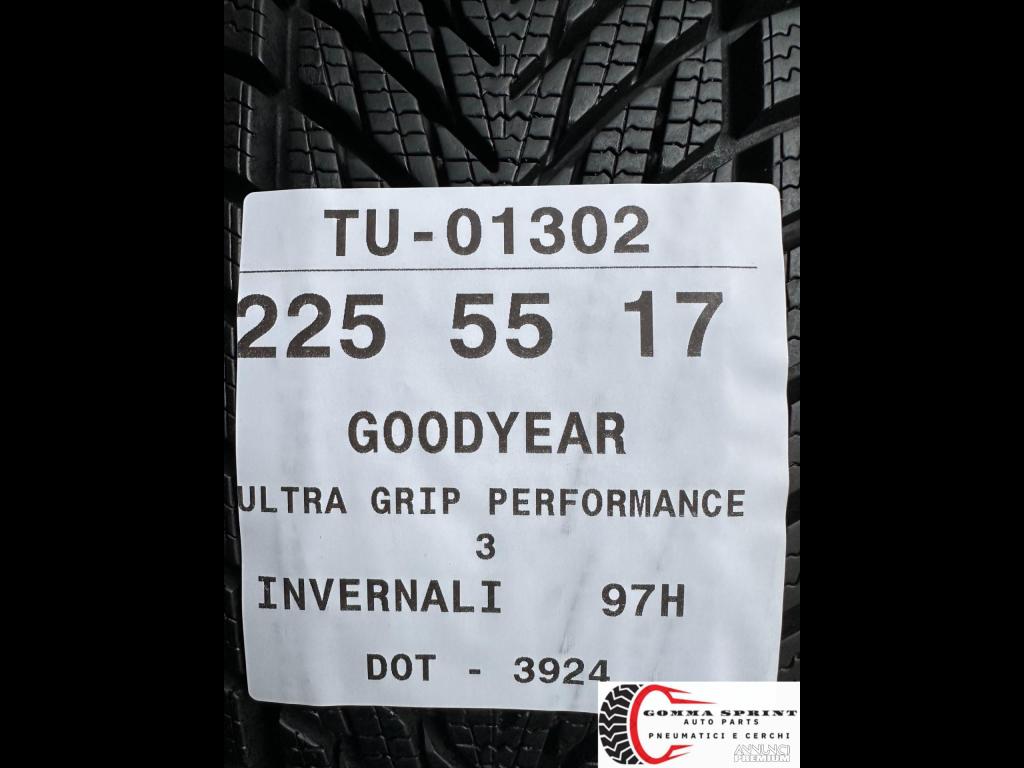 TU-01302
225 55 17
GOODYEAR
ULTRA GRIP PERFORMANCE
3
INVERNALI 97H
DOT - 3924
GOMMA SPRINT
AUTO PARTS
PNEUMATICI E CERCHI
ANNUNCI
PREMIUM